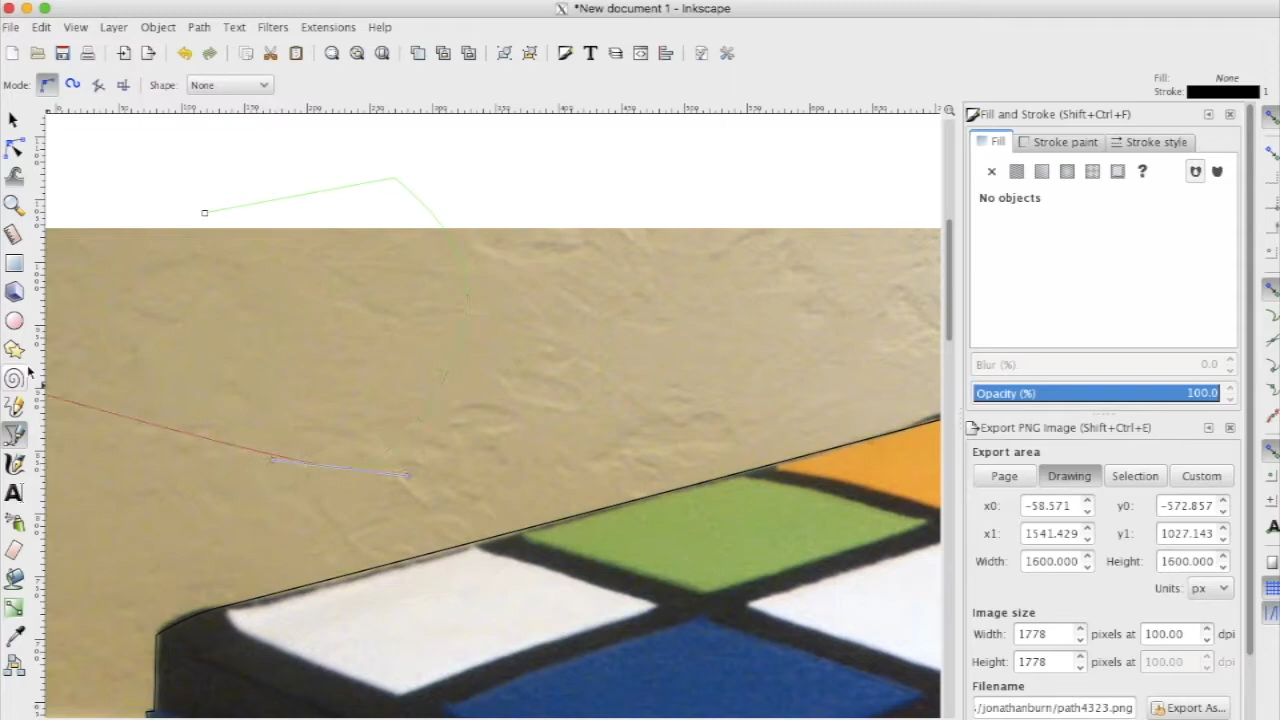 *New document 1 - Inkscape
File Edit View Layer Object Path Text Filters Extensions Help
Mode: Shape: None
Fill: None
Stroke: 1
Fill and Stroke (Shift+Ctrl+F)
Fill Stroke paint Stroke style
?
No objects
Blur (%) 0.0
Opacity (%) 100.0
Export PNG Image (Shift+Ctrl+E)
Export area
Page Drawing Selection Custom
x0: -58.571 y0: -572.857
x1: 1541.429 y1: 1027.143
Width: 1600.000 Height: 1600.000
Units: px
Image size
Width: 1778 pixels at 100.00 dpi
Height: 1778 pixels at 100.00 dpi
Filename
:/jonathanburn/path4323.png Export As...